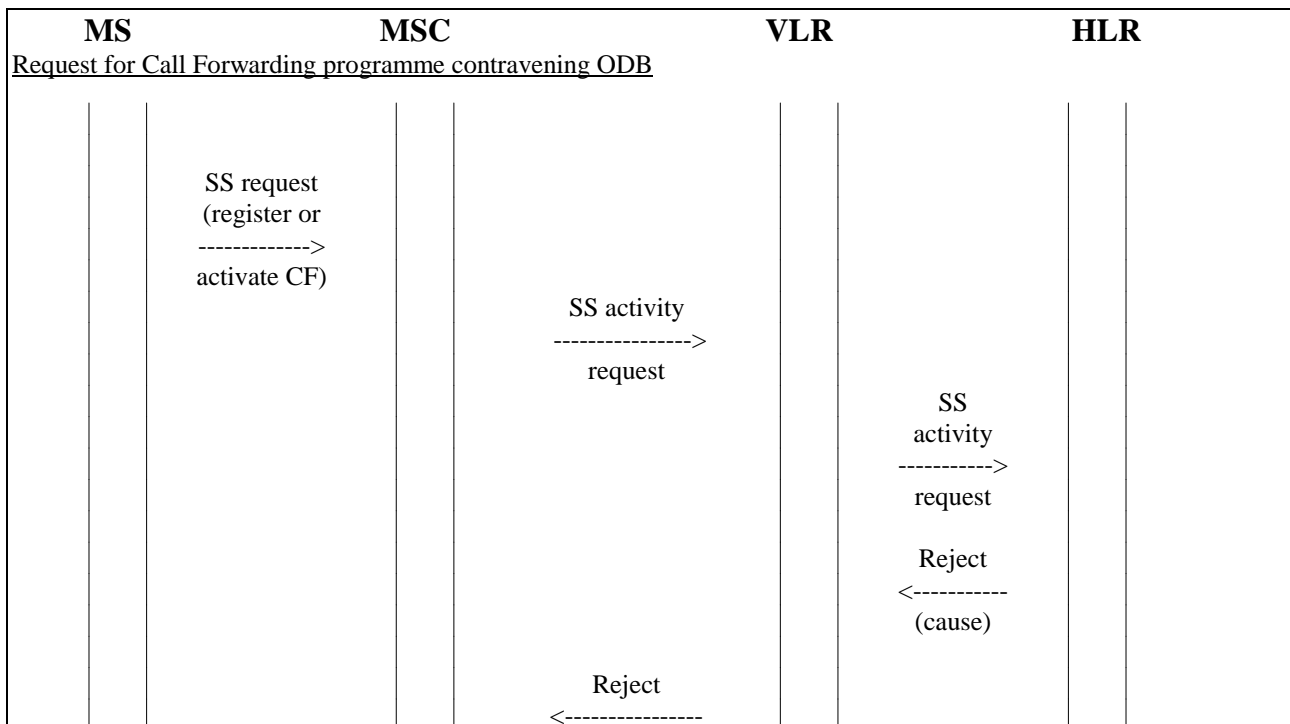 MS MSC VLR HLR
Request for Call Forwarding programme contravening ODB
SS request
(register or
------------->
activate CF)
SS activity
---------------->
request
SS
activity
----------->
request
Reject
<-----------
(cause)
Reject
<----------------